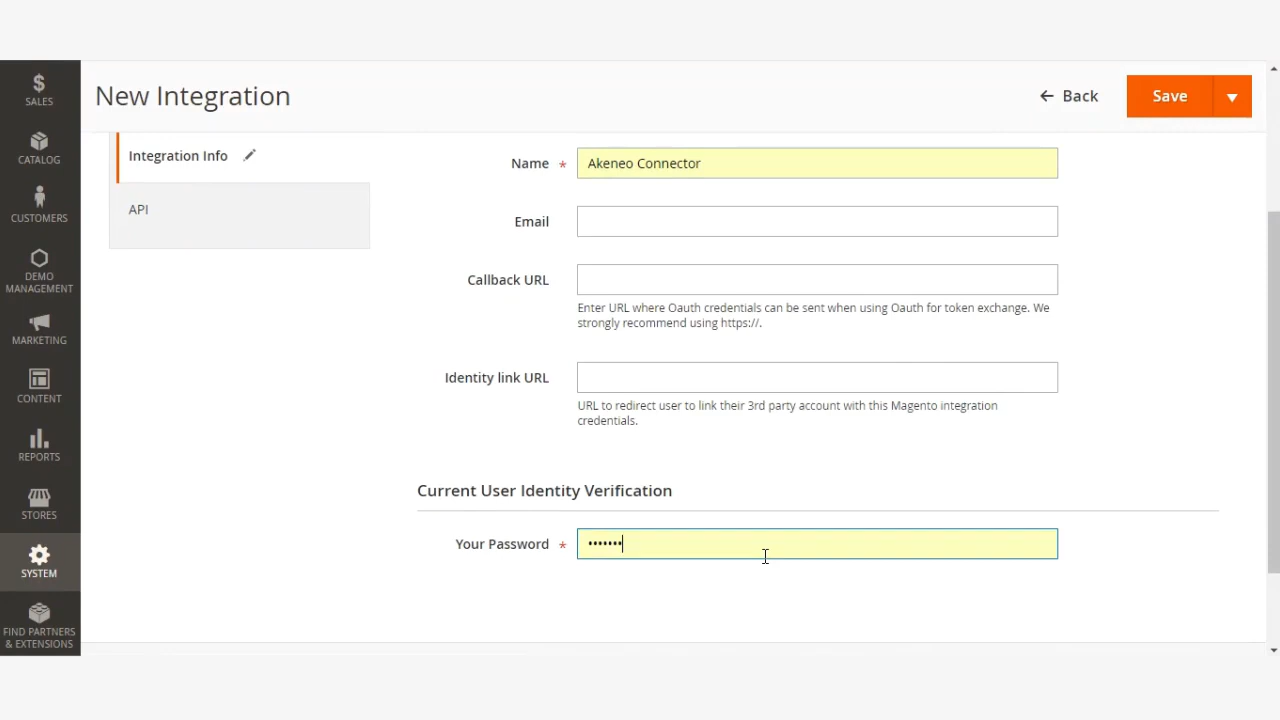 $
SALES
CATALOG
CUSTOMERS
DEMO
MANAGEMENT
MARKETING
CONTENT
REPORTS
STORES
SYSTEM
FIND PARTNERS
& EXTENSIONS
New Integration
Back
Save
Integration Info
API
Name *
Akeneo Connector
Email
Callback URL
Enter URL where Oauth credentials can be sent when using Oauth for token exchange. We
strongly recommend using https://.
Identity link URL
URL to redirect user to link their 3rd party account with this Magento integration
credentials.
Current User Identity Verification
Your Password *
•••••••